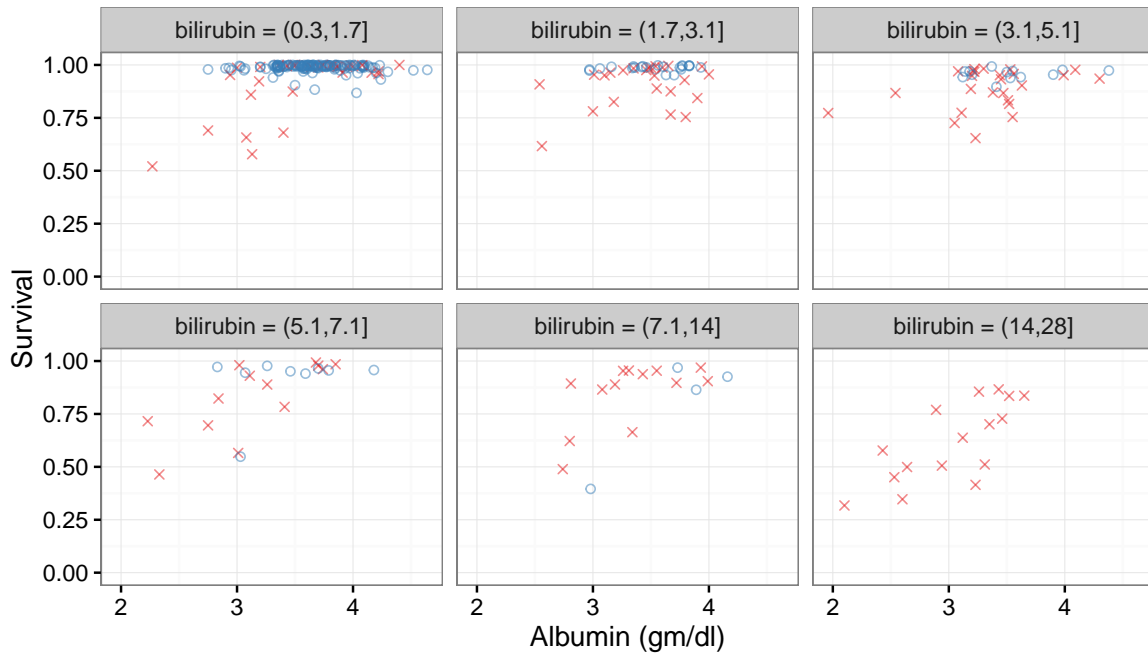 bilirubin = (0.3,1.7]
bilirubin = (1.7,3.1]
bilirubin = (3.1,5.1]
1.00
0.75
0.50
0.25
0.00
Survival
bilirubin = (5.1,7.1]
bilirubin = (7.1,14]
bilirubin = (14,28]
1.00
0.75
0.50
0.25
0.00
2 3 4
2 3 4
2 3 4
Albumin (gm/dl)